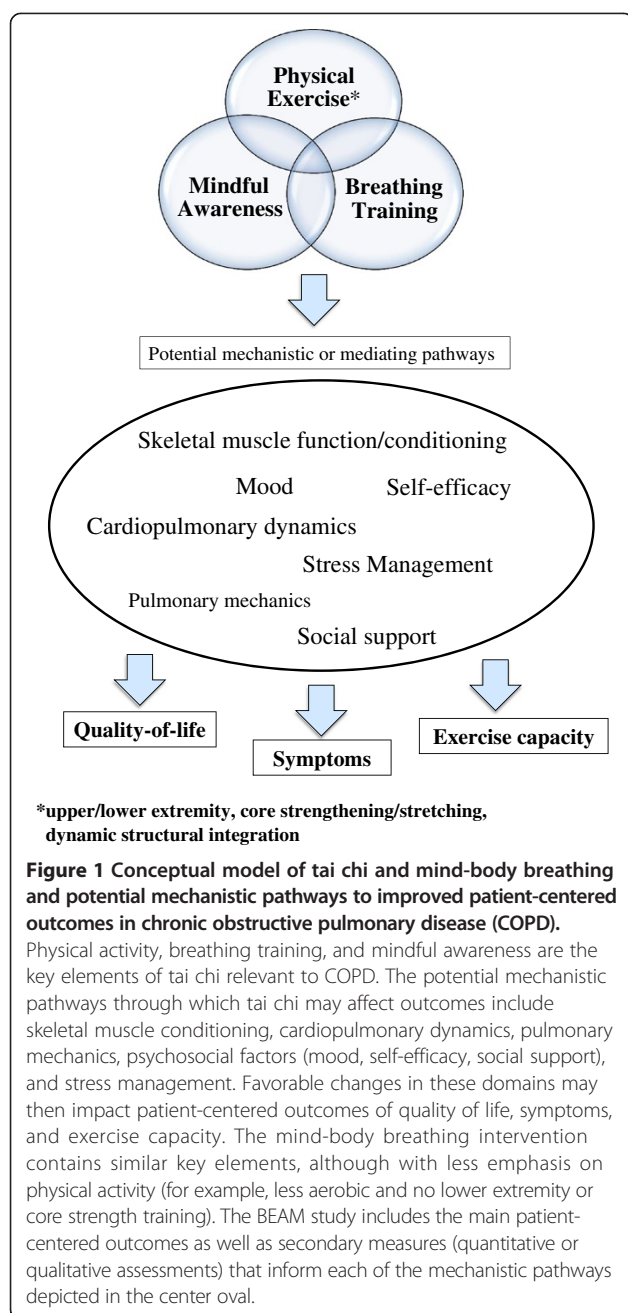 Physical
Exercise*
Mindful
Awareness
Breathing
Training
Potential mechanistic or mediating pathways
Skeletal muscle function/conditioning
Mood
Self-efficacy
Cardiopulmonary dynamics
Stress Management
Pulmonary mechanics
Social support
Quality-of-life
Symptoms
Exercise capacity
*upper/lower extremity, core strengthening/stretching,
dynamic structural integration
Figure 1 Conceptual model of tai chi and mind-body breathing
and potential mechanistic pathways to improved patient-centered
outcomes in chronic obstructive pulmonary disease (COPD).
Physical activity, breathing training, and mindful awareness are the
key elements of tai chi relevant to COPD. The potential mechanistic
pathways through which tai chi may affect outcomes include
skeletal muscle conditioning, cardiopulmonary dynamics, pulmonary
mechanics, psychosocial factors (mood, self-efficacy, social support),
and stress management. Favorable changes in these domains may
then impact patient-centered outcomes of quality of life, symptoms,
and exercise capacity. The mind-body breathing intervention
contains similar key elements, although with less emphasis on
physical activity (for example, less aerobic and no lower extremity or
core strength training). The BEAM study includes the main patient-
centered outcomes as well as secondary measures (quantitative or
qualitative assessments) that inform each of the mechanistic pathways
depicted in the center oval.